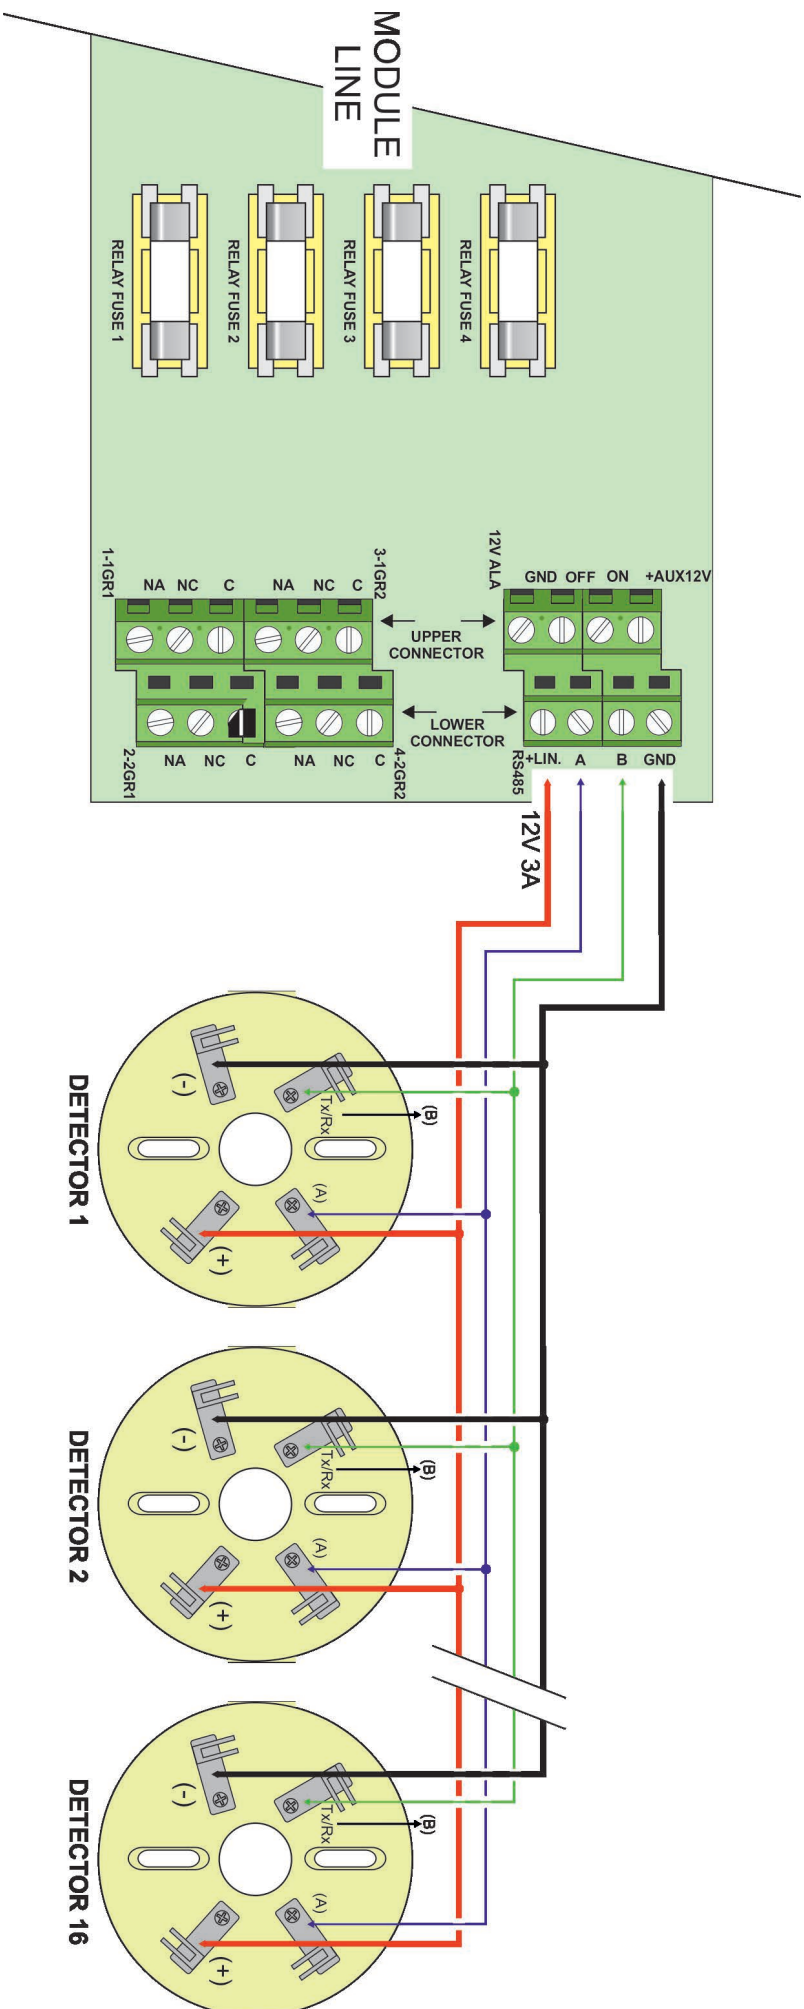 MODULE
LINE
RELAY FUSE 1
RELAY FUSE 2
RELAY FUSE 3
RELAY FUSE 4
1-1GR1
NA NC C
NA NC C
3-1GR2
12V ALA
GND OFF ON +AUX12V
UPPER
CONNECTOR
LOWER
CONNECTOR
2-2GR1
NA NC C
NA NC C
4-2GR2
RS485
+LIN. A B GND
12V 3A
(-)
Tx/Rx
(B)
(A)
(+)
DETECTOR 1
(-)
Tx/Rx
(B)
(A)
(+)
DETECTOR 2
(-)
Tx/Rx
(B)
(A)
(+)
DETECTOR 16